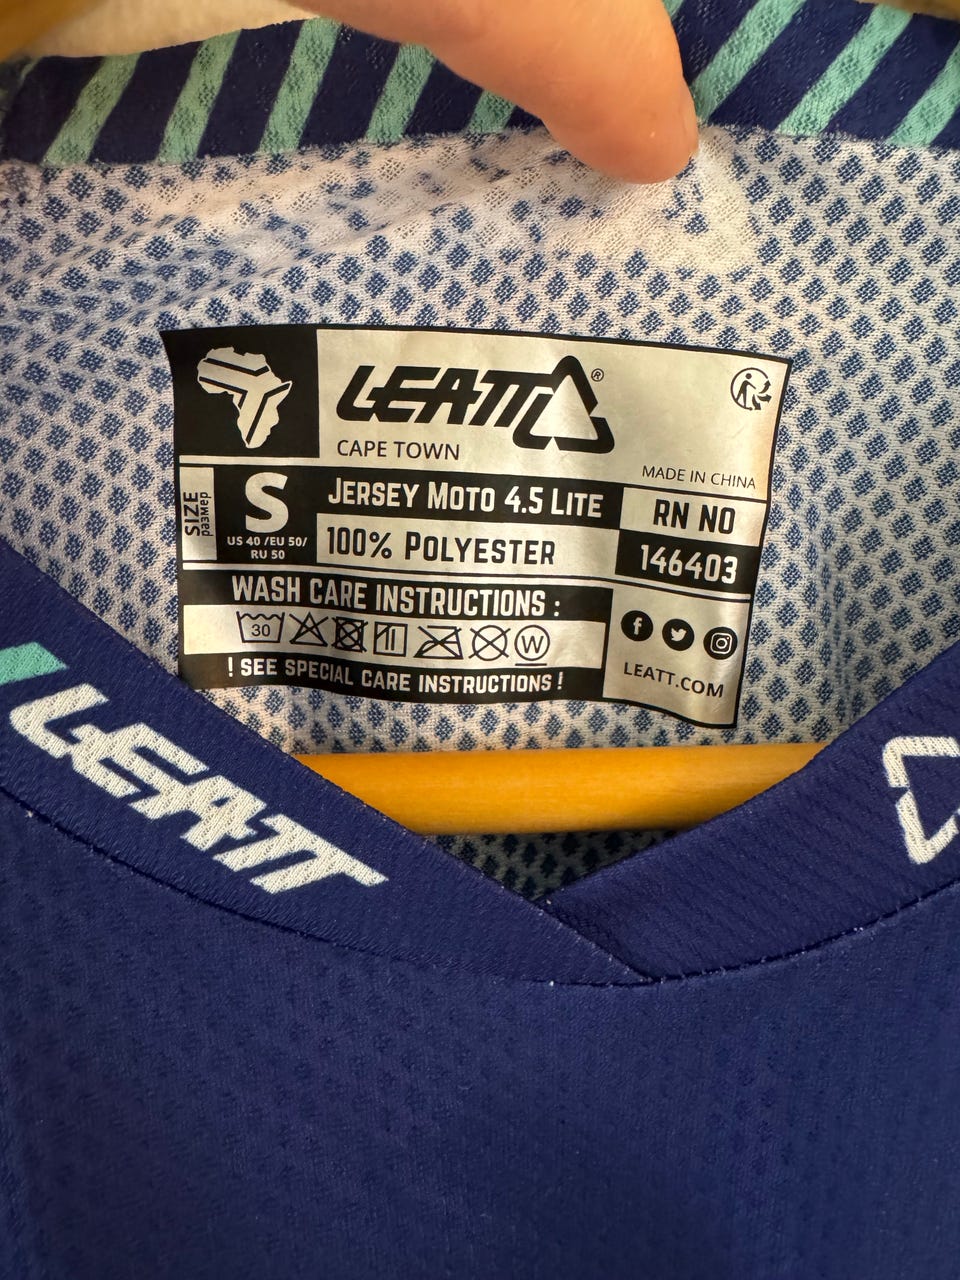 LEATT®
CAPE TOWN
MADE IN CHINA
SIZE
размер
S
US 40 /EU 50/
RU 50
JERSEY MOTO 4.5 LITE
100% POLYESTER
RN NO
146403
WASH CARE INSTRUCTIONS :
30
W
! SEE SPECIAL CARE INSTRUCTIONS !
LEATT.COM
LEATT